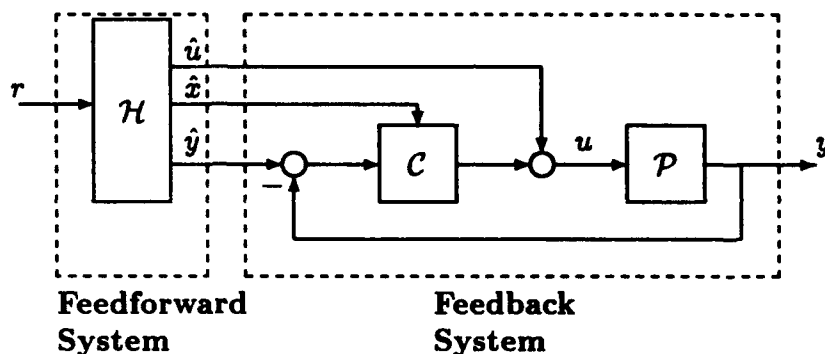 û
r
x̂
ℋ
ŷ
u
y
𝒞
𝒫
−
Feedforward
System
Feedback
System